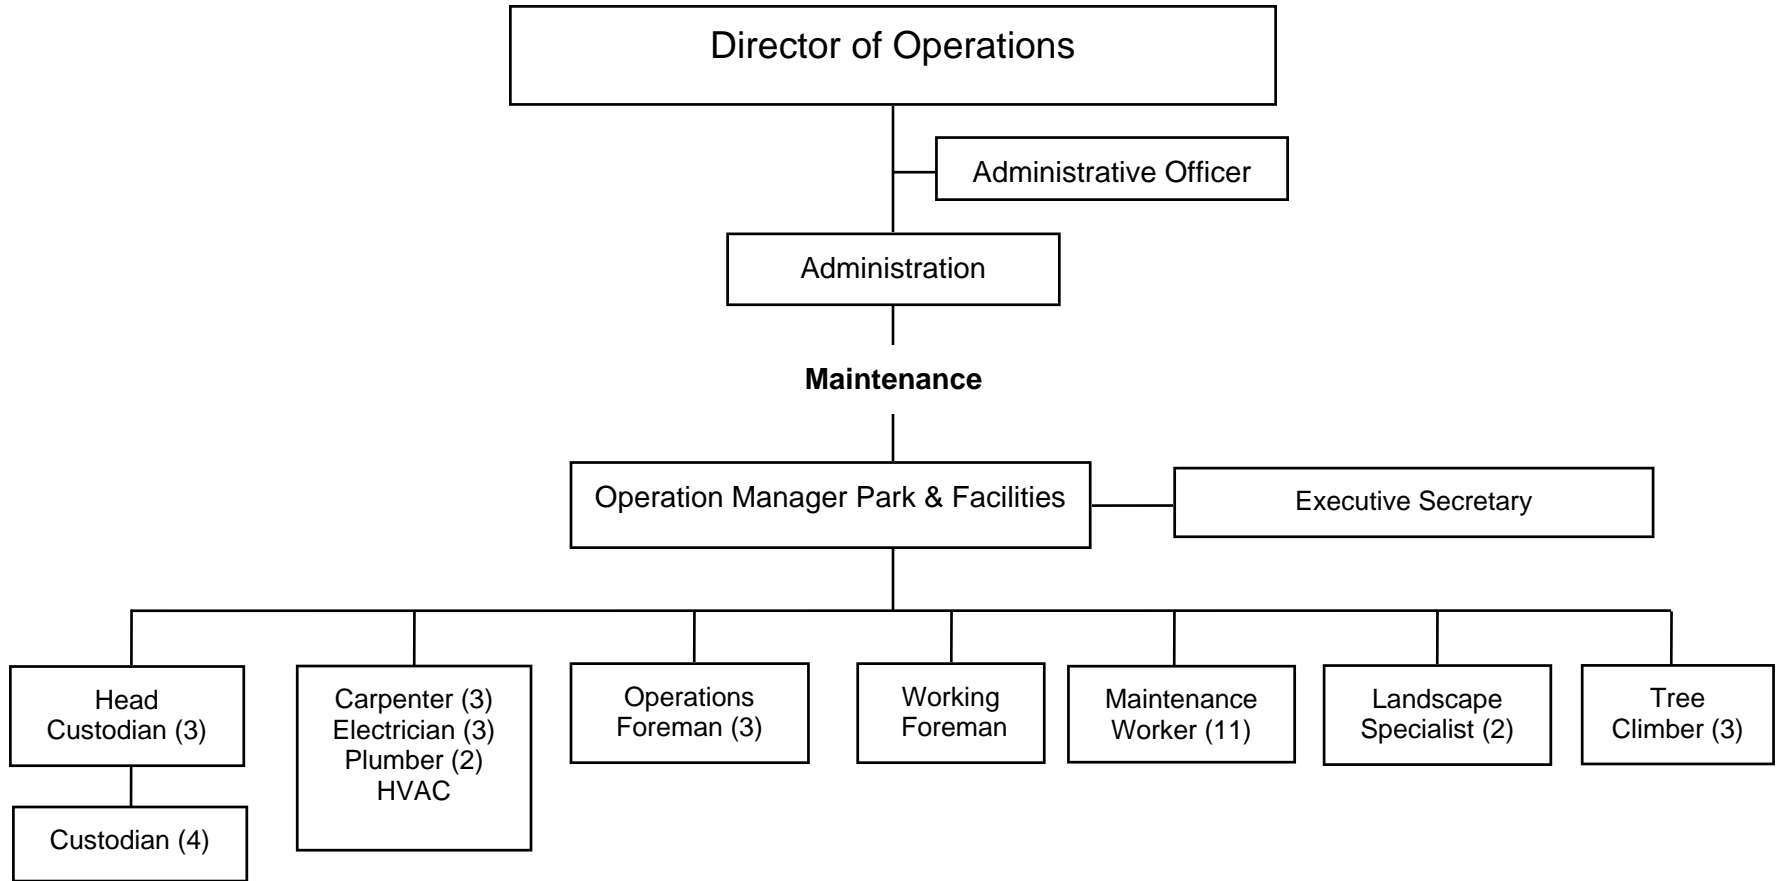 Director of Operations
Administrative Officer
Administration
Maintenance
Operation Manager Park & Facilities
Executive Secretary
Head
Custodian (3)
Carpenter (3)
Electrician (3)
Plumber (2)
HVAC
Operations
Foreman (3)
Working
Foreman
Maintenance
Worker (11)
Landscape
Specialist (2)
Tree
Climber (3)
Custodian (4)